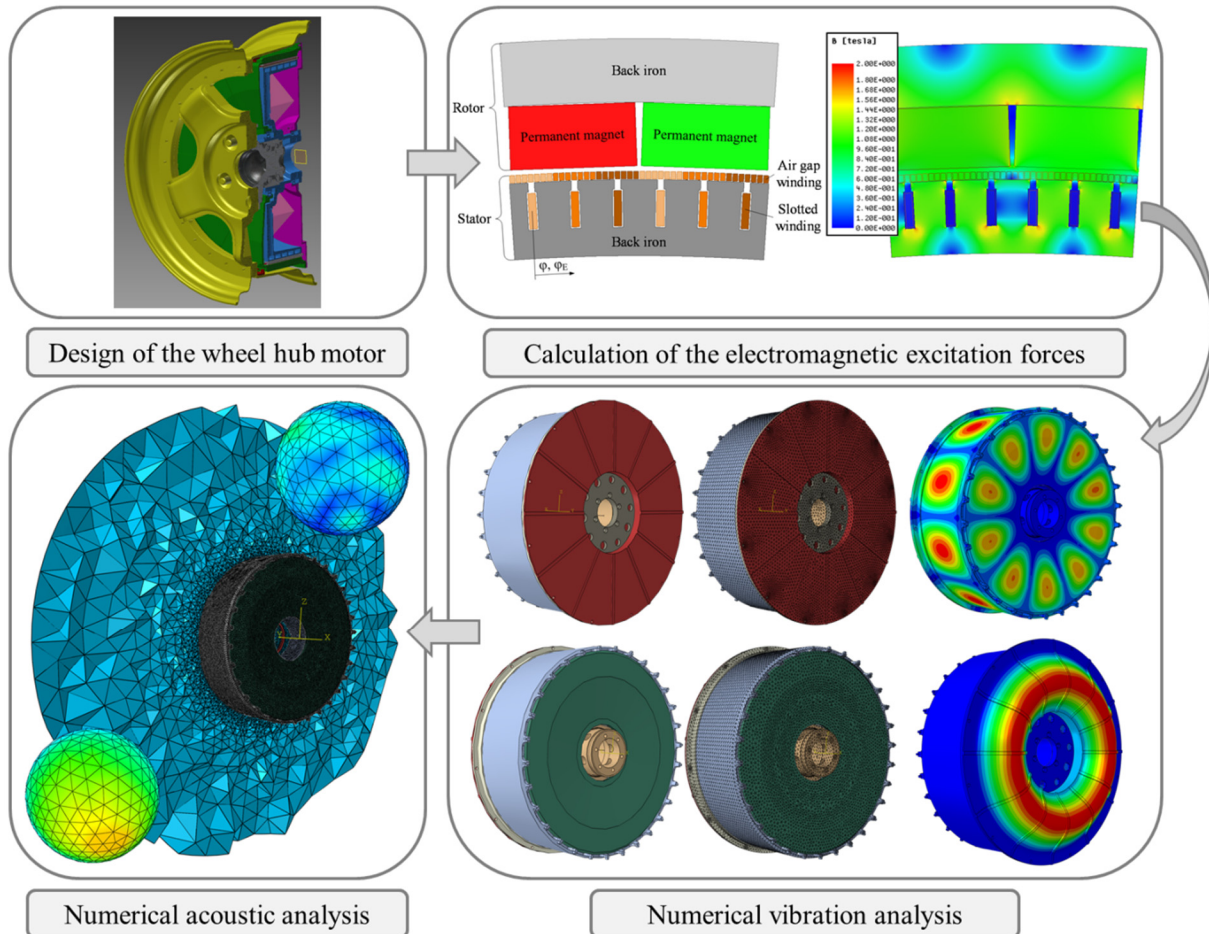 Back iron
Rotor
Permanent magnet
Permanent magnet
Air gap
winding
Stator
Slotted
winding
Back iron
φ, φE
B [tesla]
2.00E+000
1.80E+000
1.68E+000
1.56E+000
1.44E+000
1.32E+000
1.20E+000
1.08E+000
9.60E-001
8.40E-001
7.20E-001
6.00E-001
4.80E-001
3.60E-001
2.40E-001
1.20E-001
0.00E+000
Design of the wheel hub motor
Calculation of the electromagnetic excitation forces
Z
X
Numerical acoustic analysis
Numerical vibration analysis